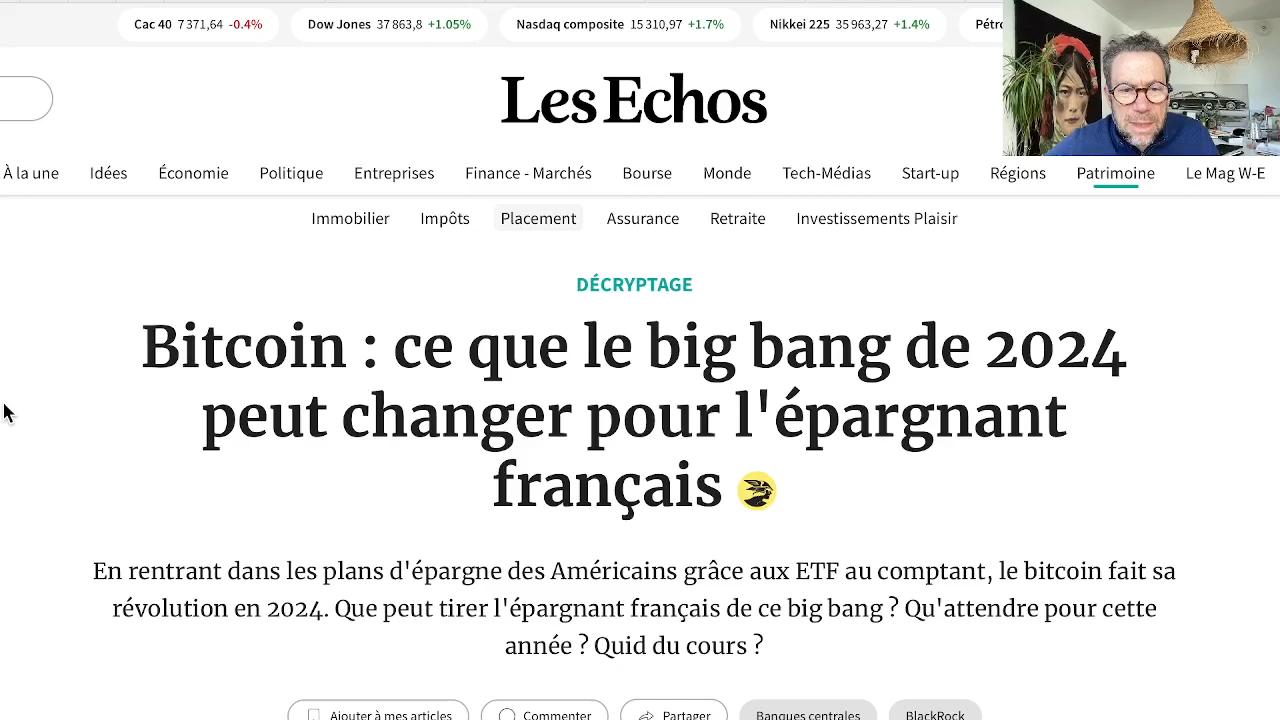 Cac 40 7 371,64 -0.4% Dow Jones 37 863,8 +1.05% Nasdaq composite 15 310,97 +1.7% Nikkei 225 35 963,27 +1.4% Pétro
Les Echos
À la une Idées Économie Politique Entreprises Finance - Marchés Bourse Monde Tech-Médias Start-up Régions Patrimoine Le Mag W-E
Immobilier Impôts Placement Assurance Retraite Investissements Plaisir
DÉCRYPTAGE
Bitcoin : ce que le big bang de 2024
peut changer pour l'épargnant
français
En rentrant dans les plans d'épargne des Américains grâce aux ETF au comptant, le bitcoin fait sa
révolution en 2024. Que peut tirer l'épargnant français de ce big bang ? Qu'attendre pour cette
année ? Quid du cours ?
Ajouter à mes articles Commenter Partager Banques centrales BlackRock